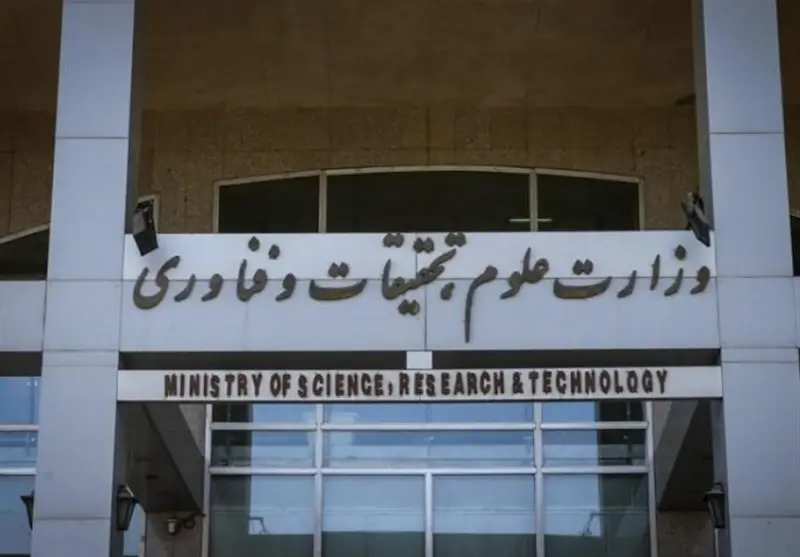 وزارت علوم، تحقیقات و فناوری
MINISTRY OF SCIENCE, RESEARCH & TECHNOLOGY